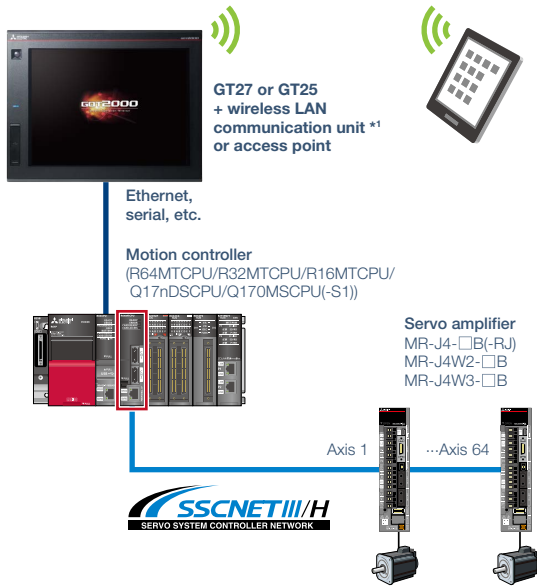 GOT2000
GT27 or GT25
+ wireless LAN
communication unit *1
or access point
Ethernet,
serial, etc.
Motion controller
(R64MTCPU/R32MTCPU/R16MTCPU/
Q17nDSCPU/Q170MSCPU(-S1))
Servo amplifier
MR-J4-□B(-RJ)
MR-J4W2-□B
MR-J4W3-□B
Axis 1
···Axis 64
SSCNETIII/H
SERVO SYSTEM CONTROLLER NETWORK